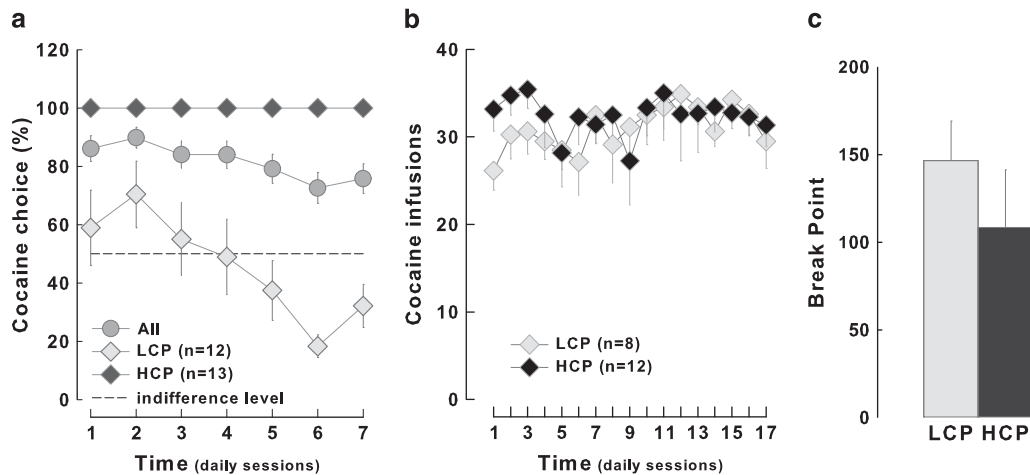 a
Cocaine choice (%)
120
100
80
60
40
20
0
All
LCP (n=12)
HCP (n=13)
indifference level
1 2 3 4 5 6 7
Time (daily sessions)
b
Cocaine infusions
40
30
20
10
0
LCP (n=8)
HCP (n=12)
1 3 5 7 9 11 13 15 17
Time (daily sessions)
c
Break Point
200
150
100
50
0
LCP HCP